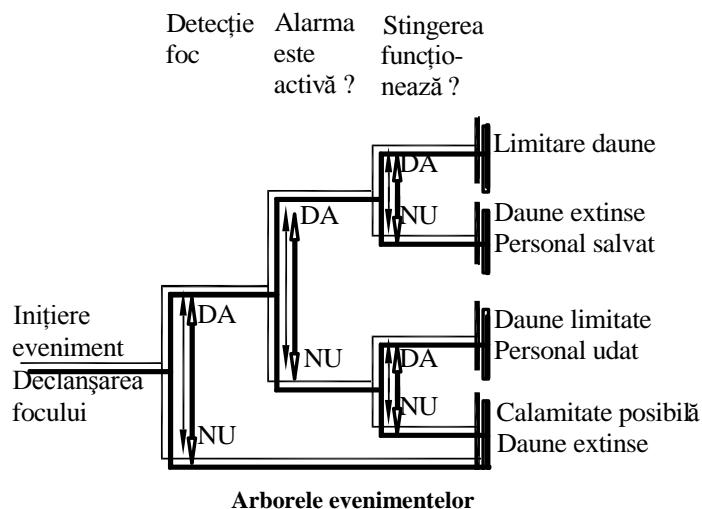 Detecție
foc
Alarma
este
activă ?
Stingerea
funcțio-
nează ?
Limitare daune
DA
NU
Daune extinse
Personal salvat
DA
Inițiere
eveniment
Declanşarea
focului
DA
NU
Daune limitate
Personal udat
NU
DA
NU
Calamitate posibilă
Daune extinse
Arborele evenimentelor